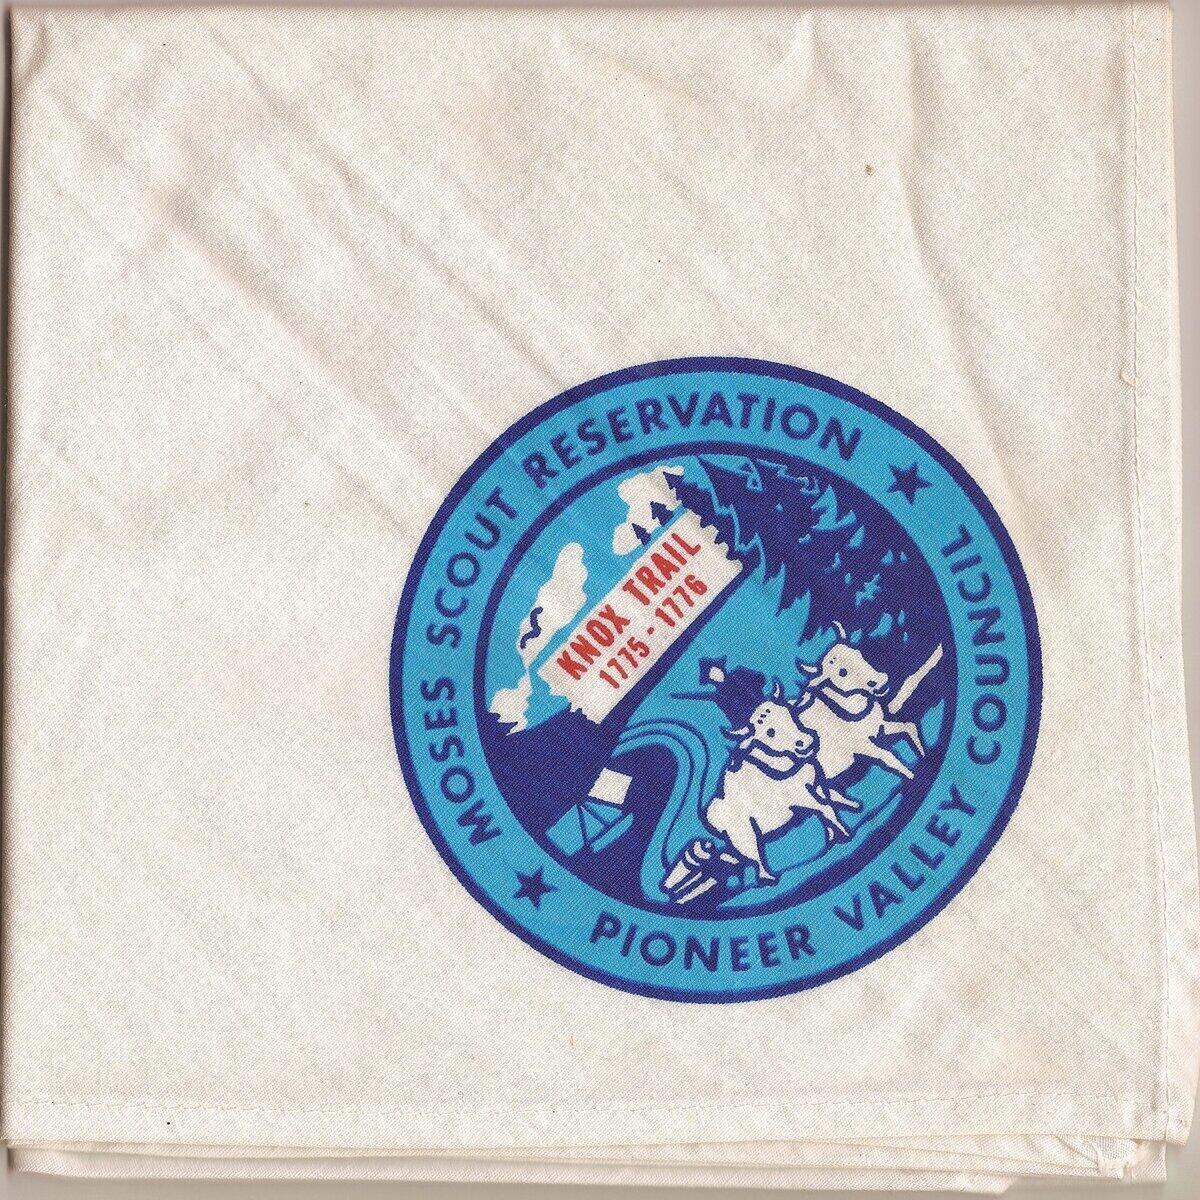 MOSES SCOUT RESERVATION
KNOX TRAIL
1775 - 1776
PIONEER VALLEY COUNCIL